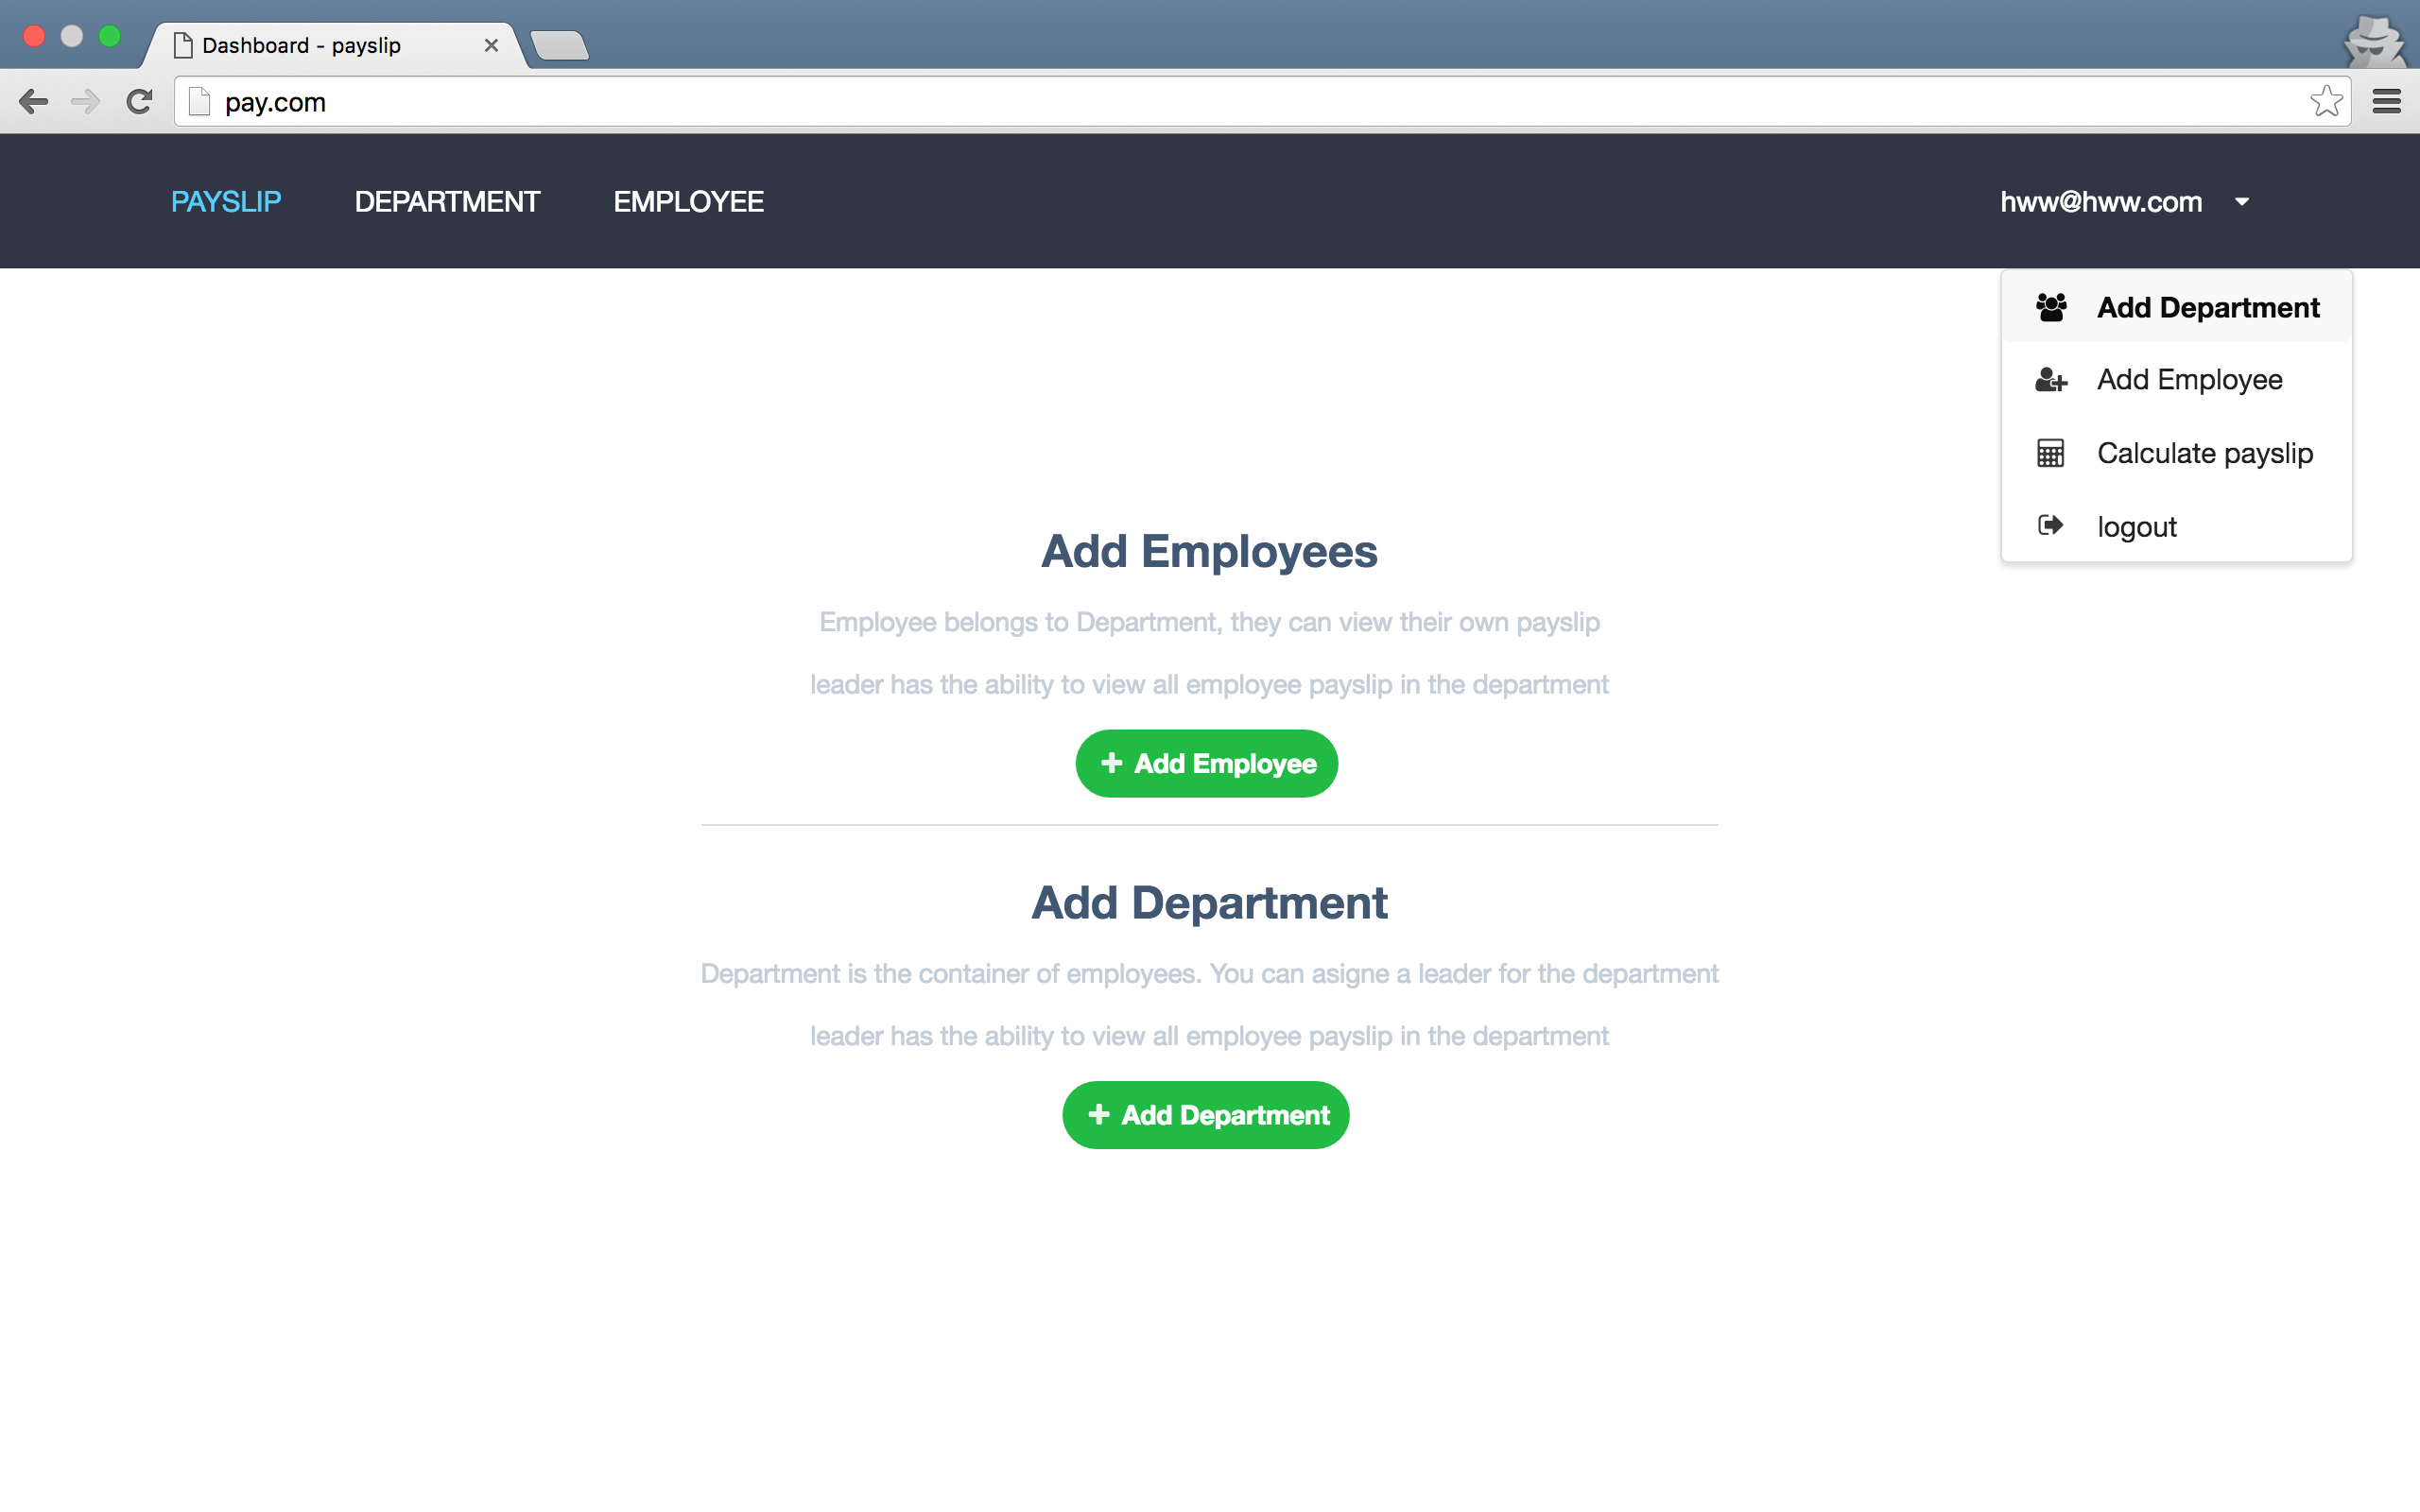 Dashboard - payslip
pay.com
PAYSLIP DEPARTMENT EMPLOYEE hww@hww.com
Add Department
Add Employee
Calculate payslip
logout
Add Employees
Employee belongs to Department, they can view their own payslip
leader has the ability to view all employee payslip in the department
Add Employee
Add Department
Department is the container of employees. You can asigne a leader for the department
leader has the ability to view all employee payslip in the department
Add Department